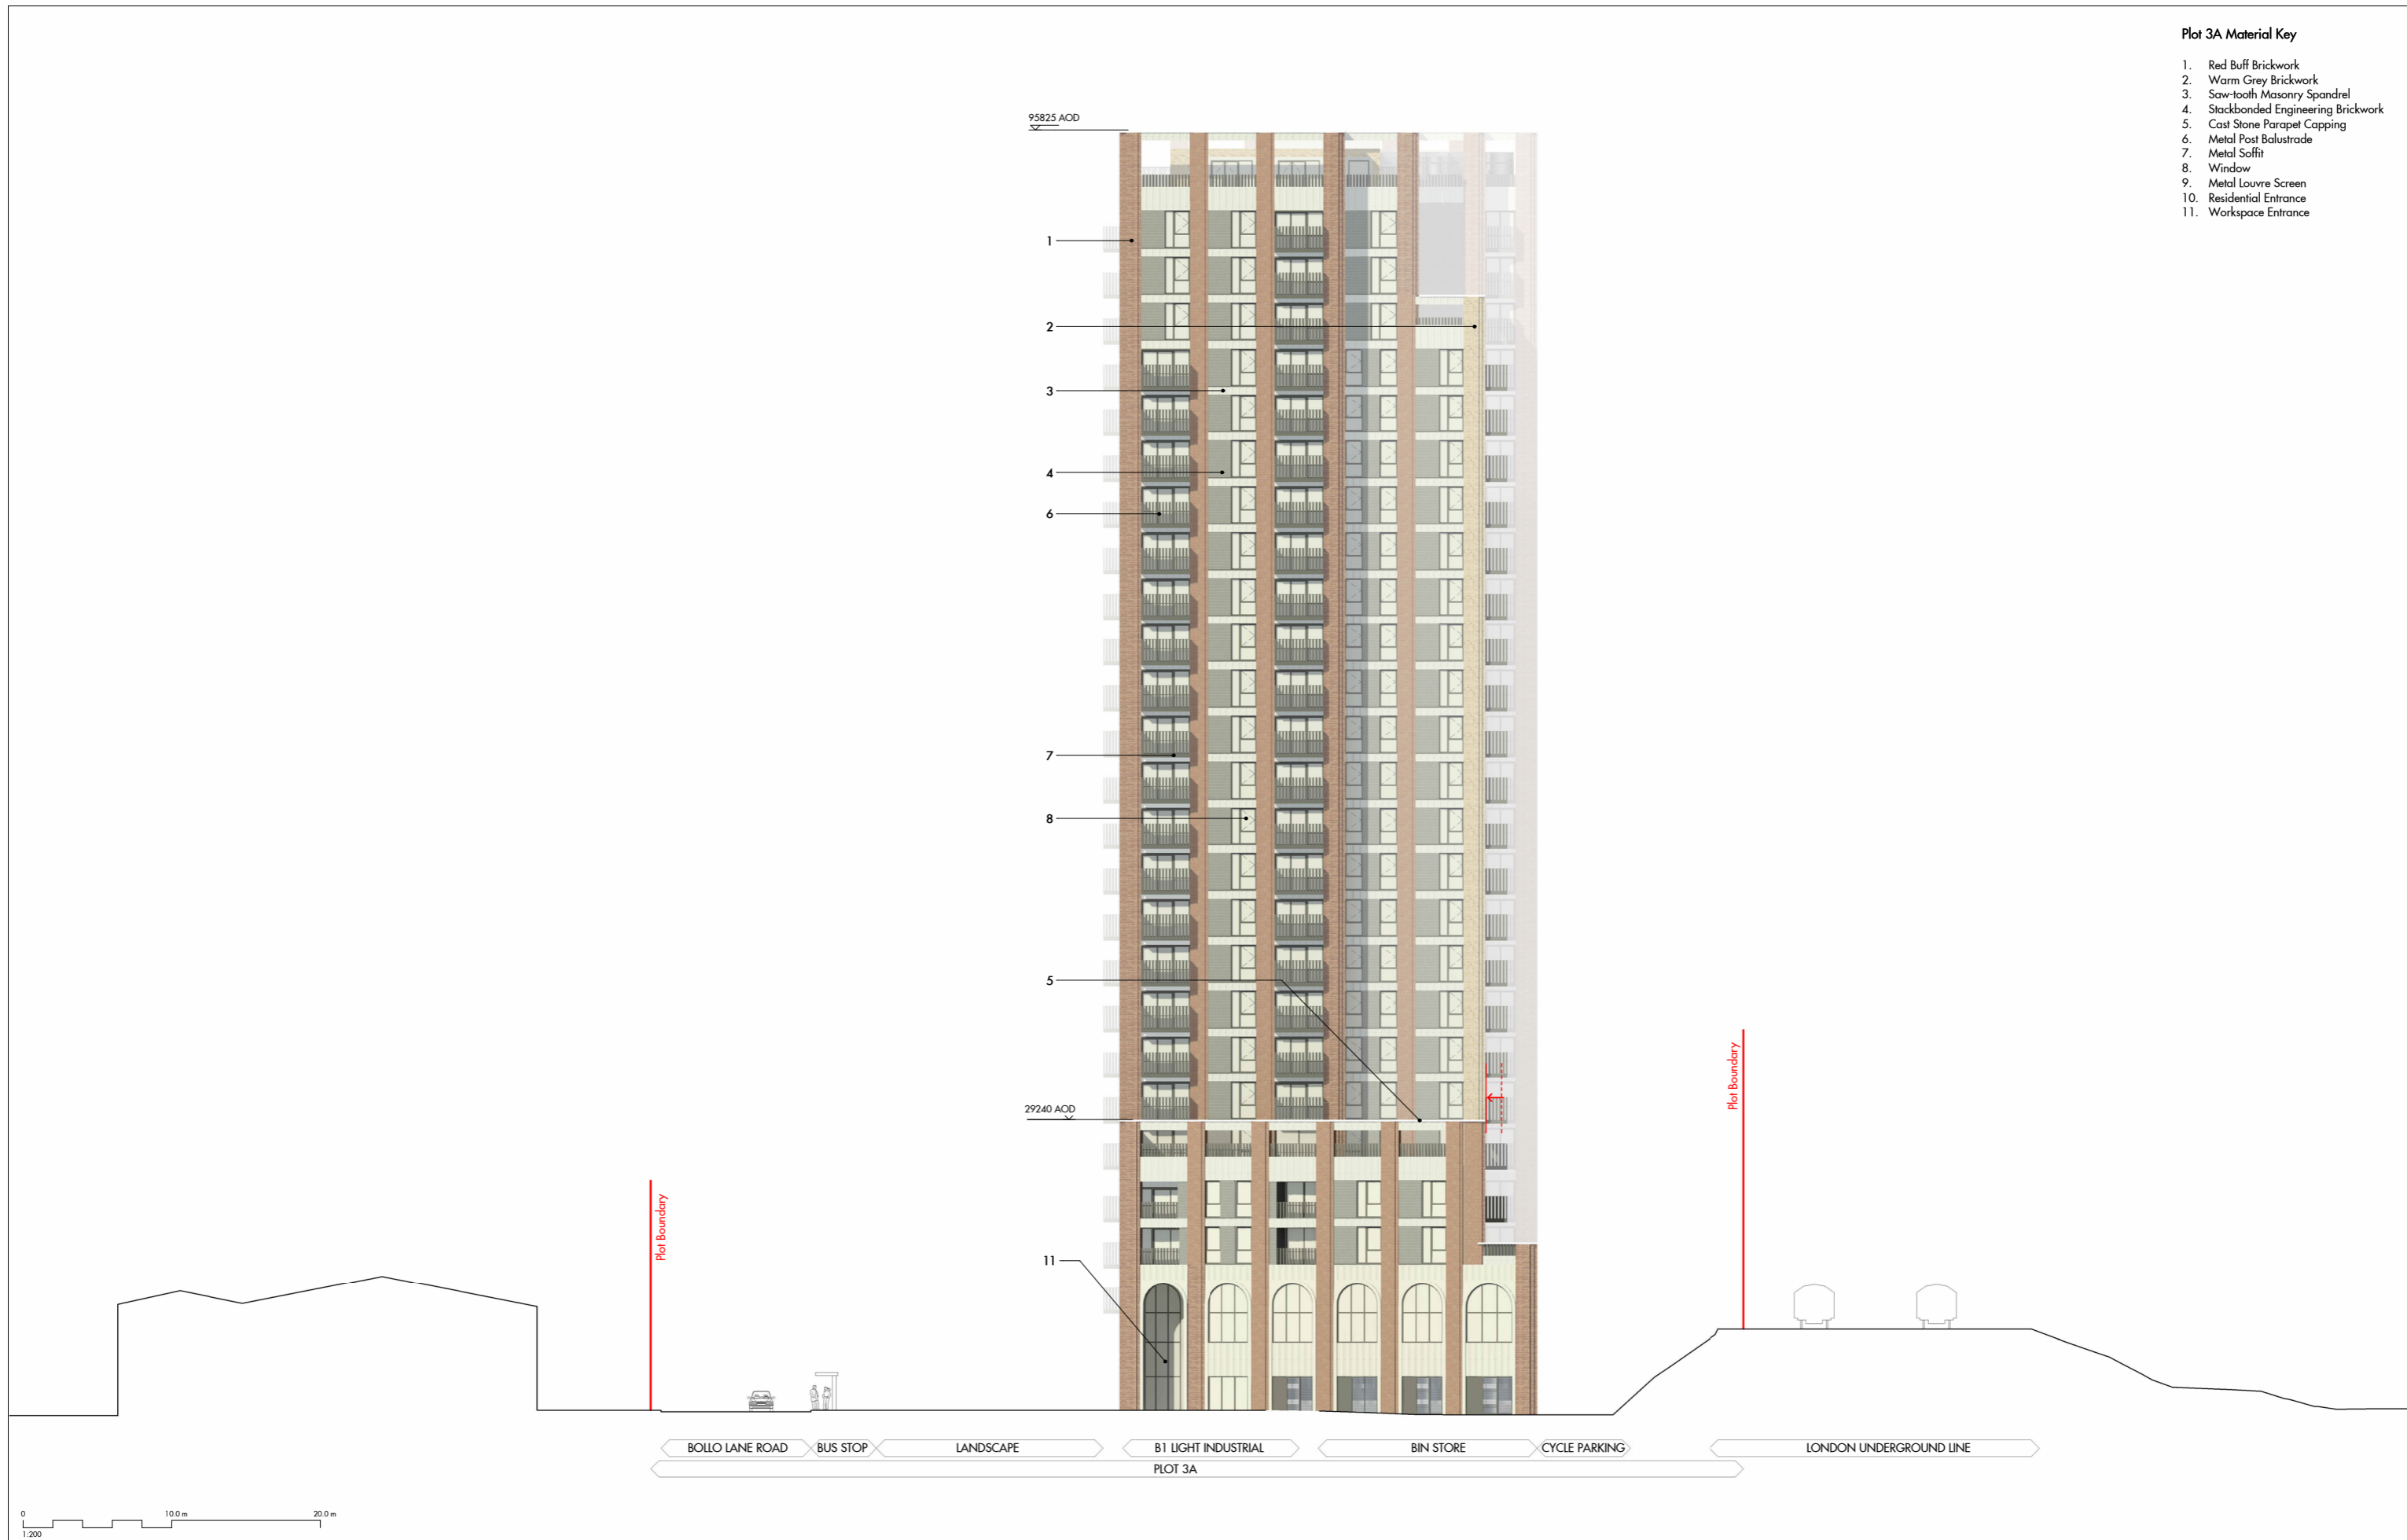 Plot 3A Material Key
1. Red Buff Brickwork
2. Warm Grey Brickwork
3. Saw-tooth Masonry Spandrel
4. Stackbonded Engineering Brickwork
5. Cast Stone Parapet Capping
6. Metal Post Balustrade
7. Metal Soffit
8. Window
9. Metal Louvre Screen
10. Residential Entrance
11. Workspace Entrance
95825 AOD
1
2
3
4
6
7
8
5
29240 AOD
Plot Boundary
Plot Boundary
11
BOLLO LANE ROAD
BUS STOP
LANDSCAPE
B1 LIGHT INDUSTRIAL
BIN STORE
CYCLE PARKING
LONDON UNDERGROUND LINE
PLOT 3A
0 10.0 m 20.0 m
1:200